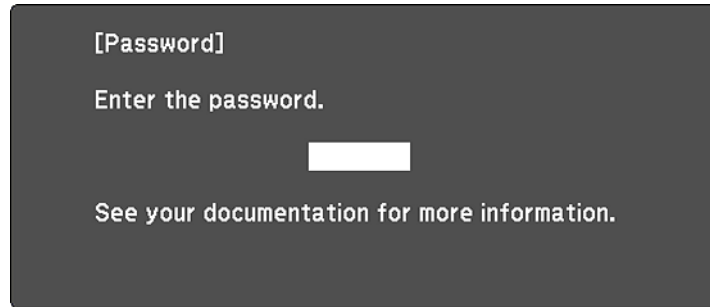 [Password]
Enter the password.
See your documentation for more information.